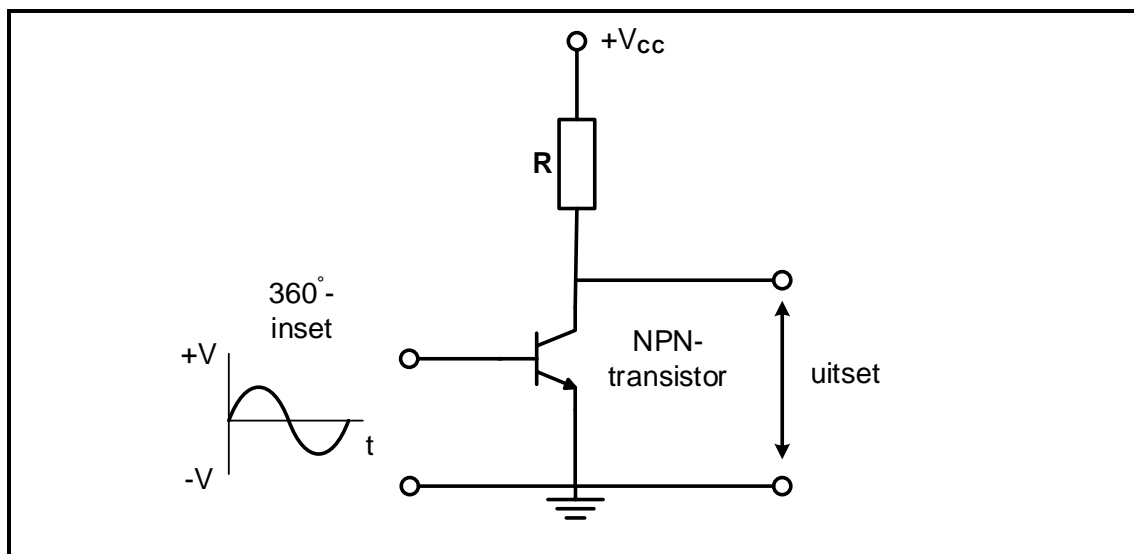 +Vcc
R
360°-
inset
+V
-V
t
NPN-
transistor
uitset